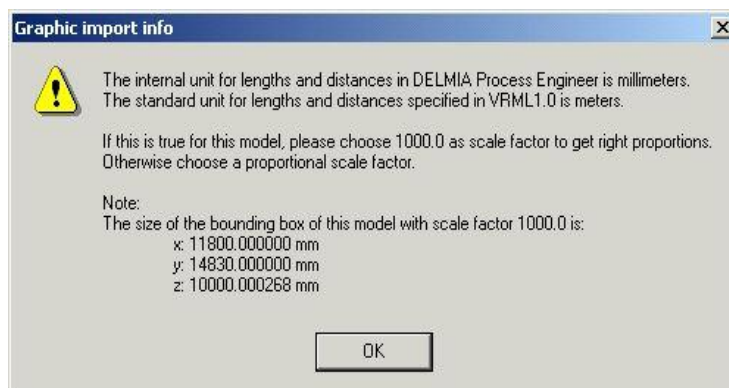 Graphic import info
The internal unit for lengths and distances in DELMIA Process Engineer is millimeters.
The standard unit for lengths and distances specified in VRML1.0 is meters.
If this is true for this model, please choose 1000.0 as scale factor to get right proportions.
Otherwise choose a proportional scale factor.
Note:
The size of the bounding box of this model with scale factor 1000.0 is:
x: 11800.000000 mm
y: 14830.000000 mm
z: 10000.000268 mm
OK